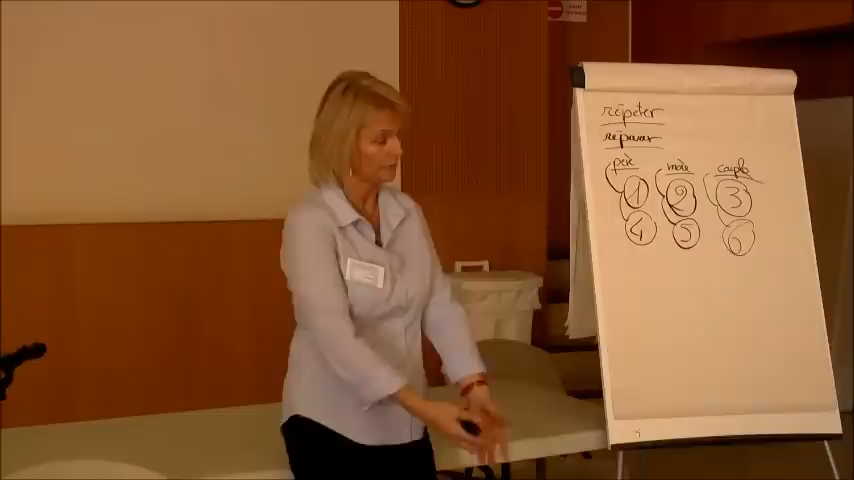 répéter
réparer
père mère couple
1 2 3
4 5 6